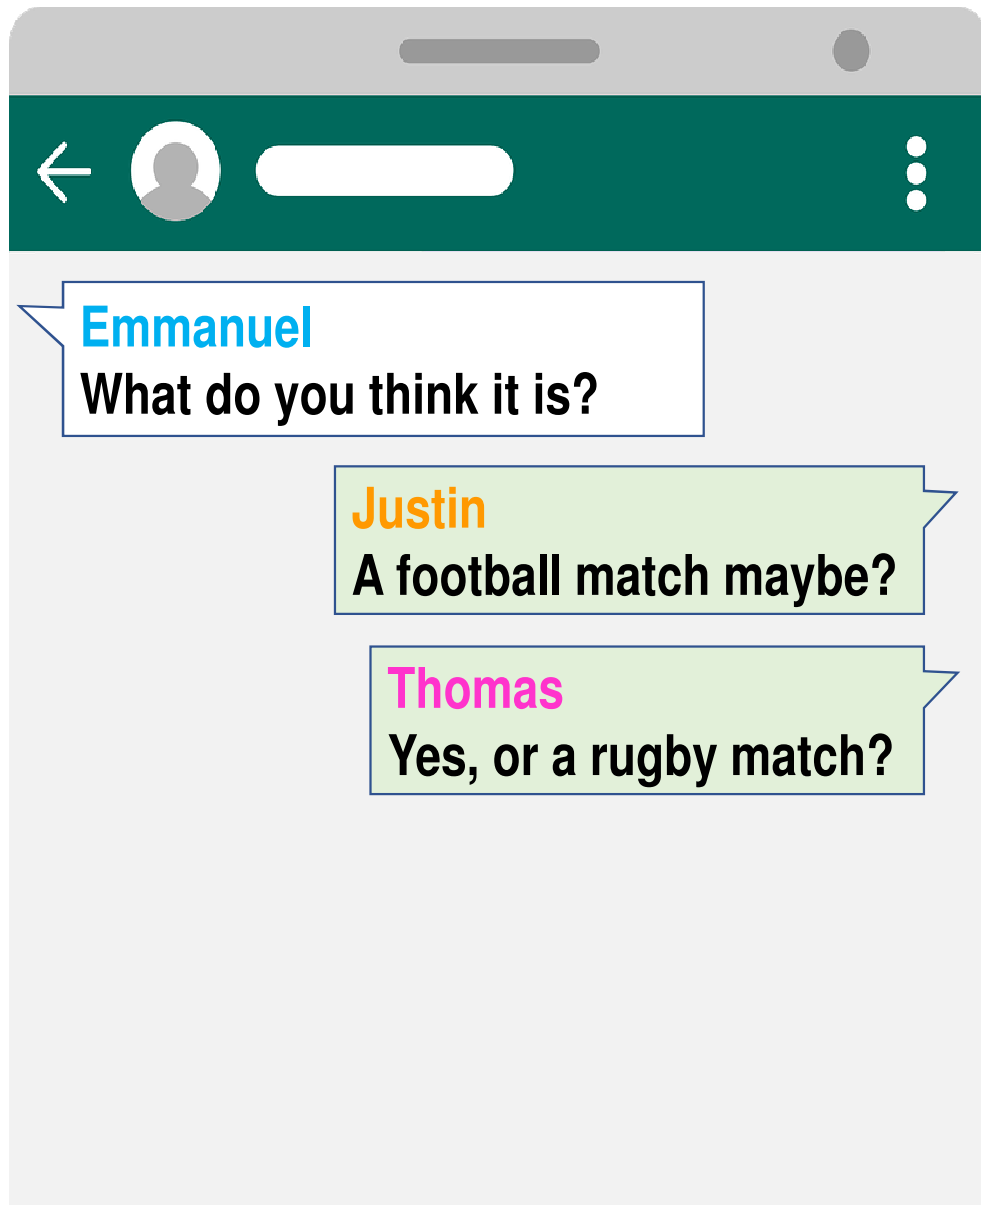 Emmanuel
What do you think it is?
Justin
A football match maybe?
Thomas
Yes, or a rugby match?